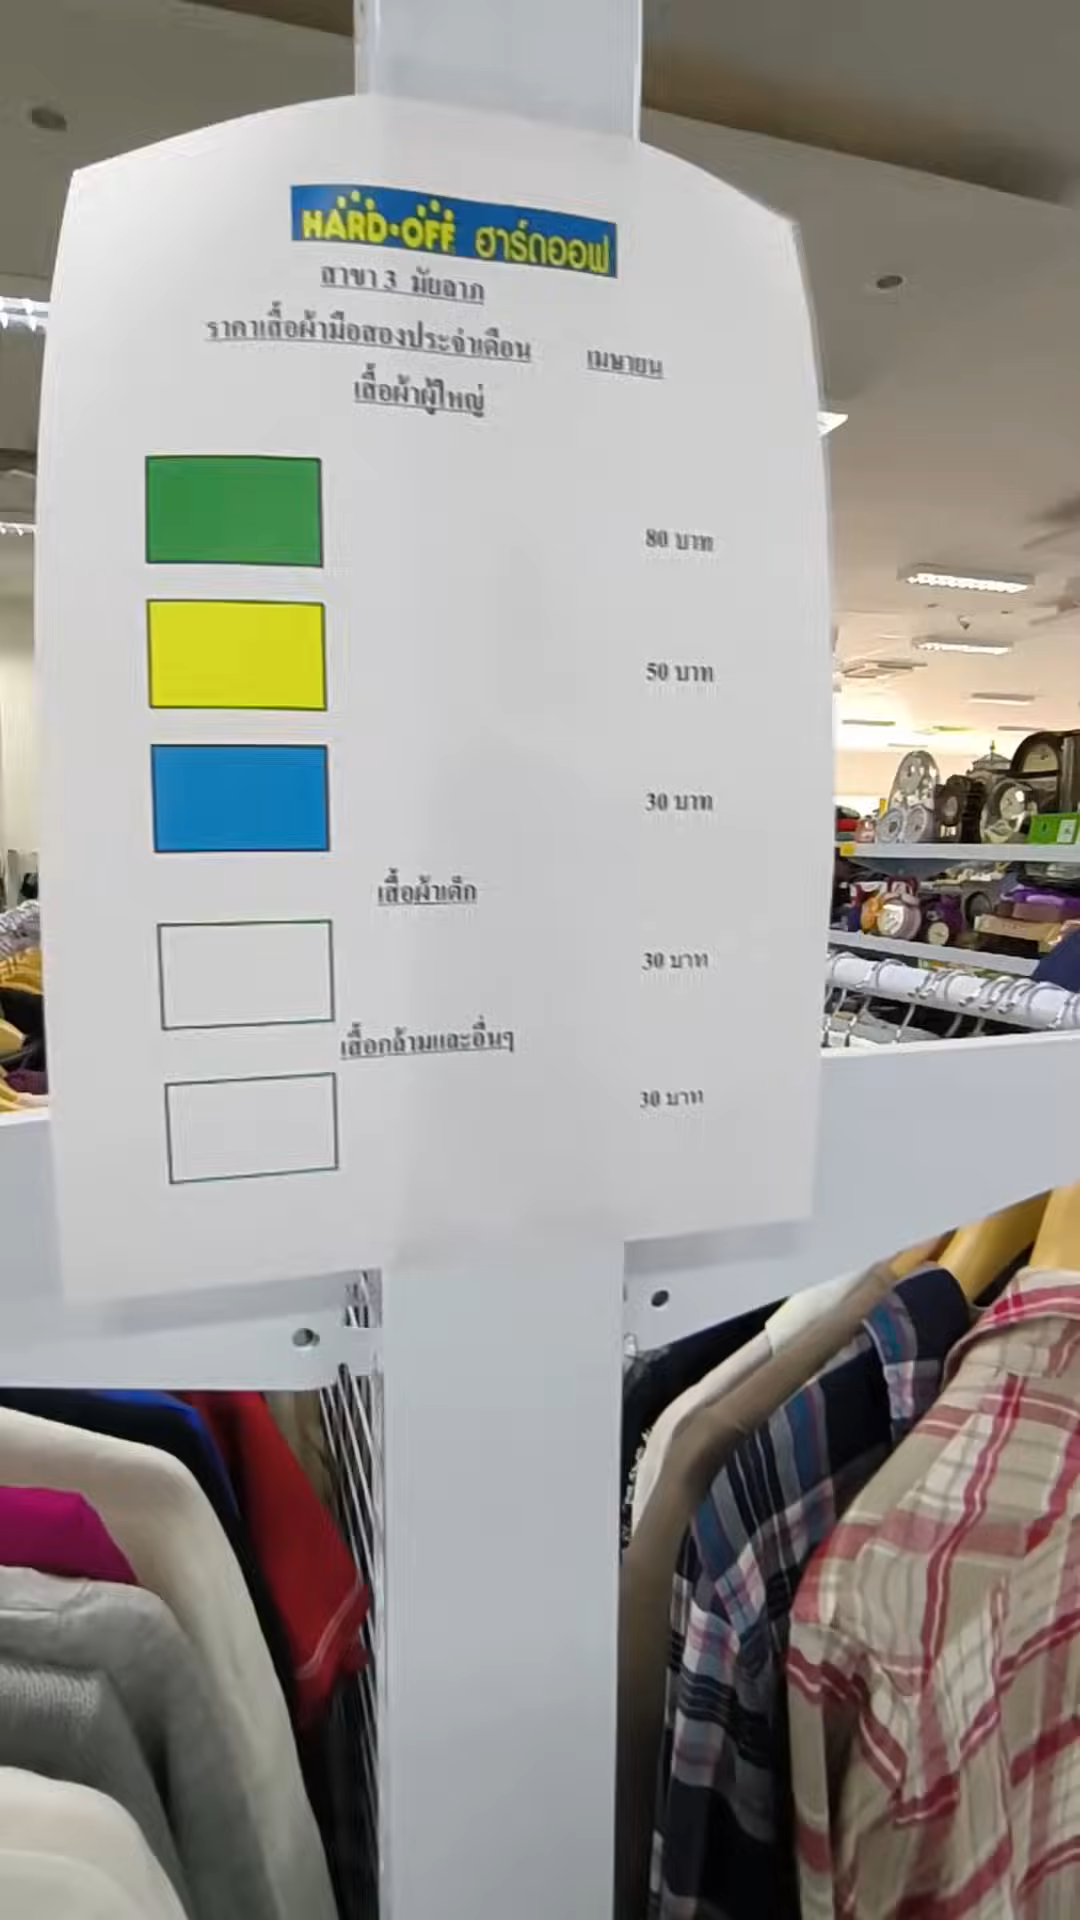 HARD·OFF ฮาร์ดออฟ
สาขา 3 มัยลาภ
ราคาเสื้อผ้ามือสองประจำเดือน เมษายน
เสื้อผ้าผู้ใหญ่
80 บาท
50 บาท
30 บาท
เสื้อผ้าเด็ก
30 บาท
เสื้อกล้ามและอื่นๆ
30 บาท